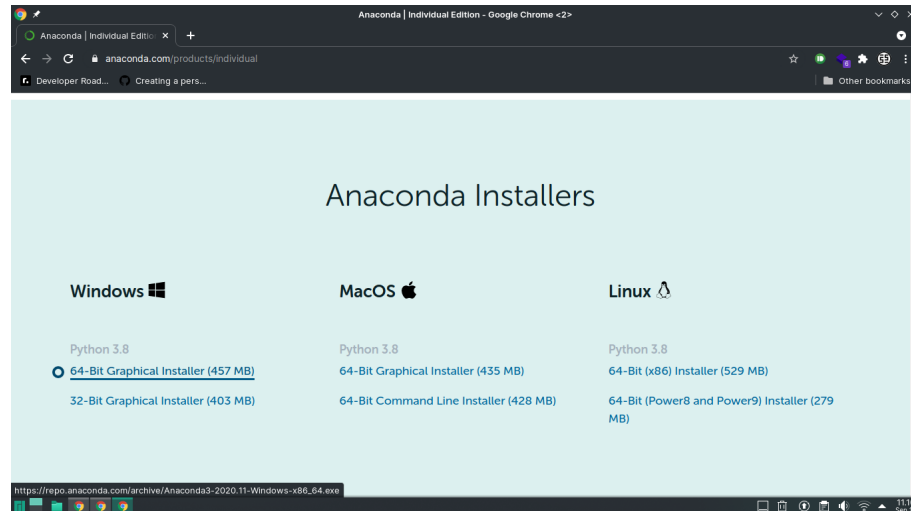 Anaconda | Individual Edition - Google Chrome <2>
Anaconda | Individual Editio
anaconda.com/products/individual
Developer Road...
Creating a pers...
Other bookmarks
Anaconda Installers
Windows
MacOS
Linux
Python 3.8
Python 3.8
Python 3.8
64-Bit Graphical Installer (457 MB)
64-Bit Graphical Installer (435 MB)
64-Bit (x86) Installer (529 MB)
32-Bit Graphical Installer (403 MB)
64-Bit Command Line Installer (428 MB)
64-Bit (Power8 and Power9) Installer (279
MB)
https://repo.anaconda.com/archive/Anaconda3-2020.11-Windows-x86_64.exe